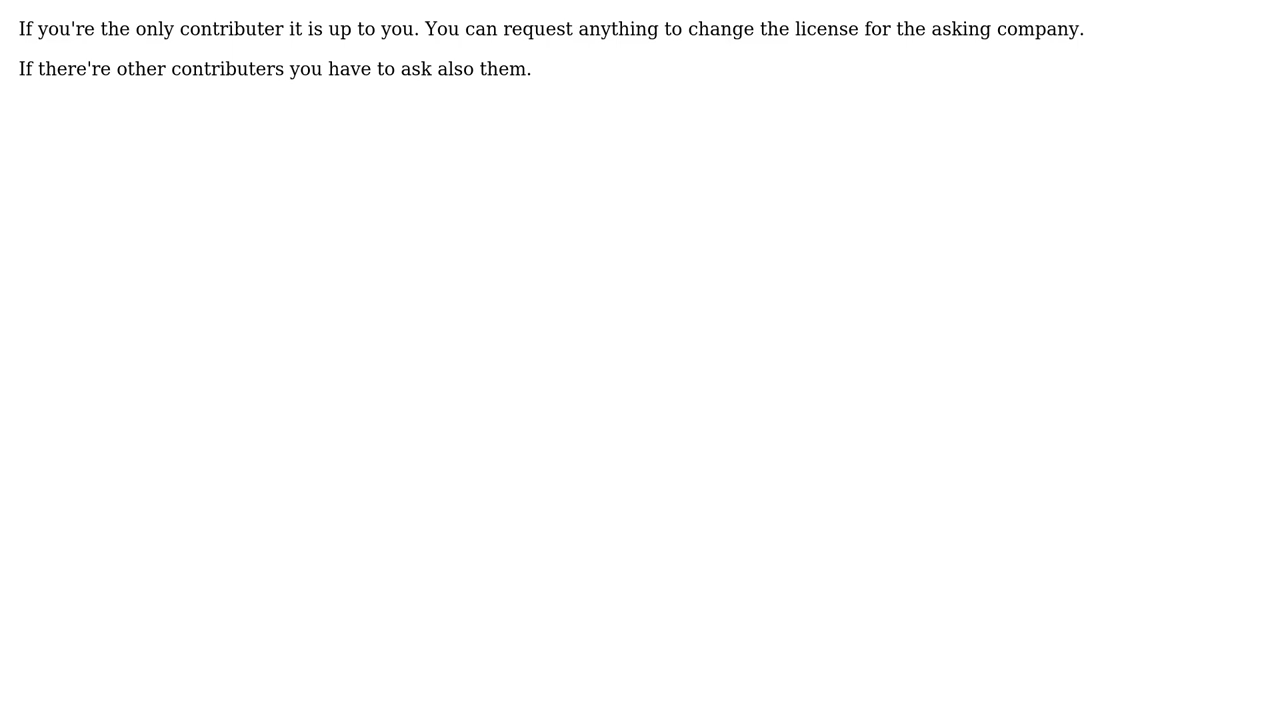 If you're the only contributer it is up to you. You can request anything to change the license for the asking company.
If there're other contributers you have to ask also them.